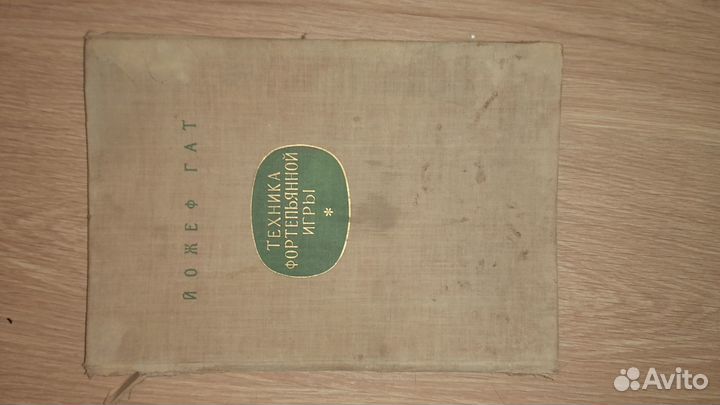 ЙОЖЕФ ГАТ
ТЕХНИКА
ФОРТЕПЬЯННОЙ
ИГРЫ
*
Avito